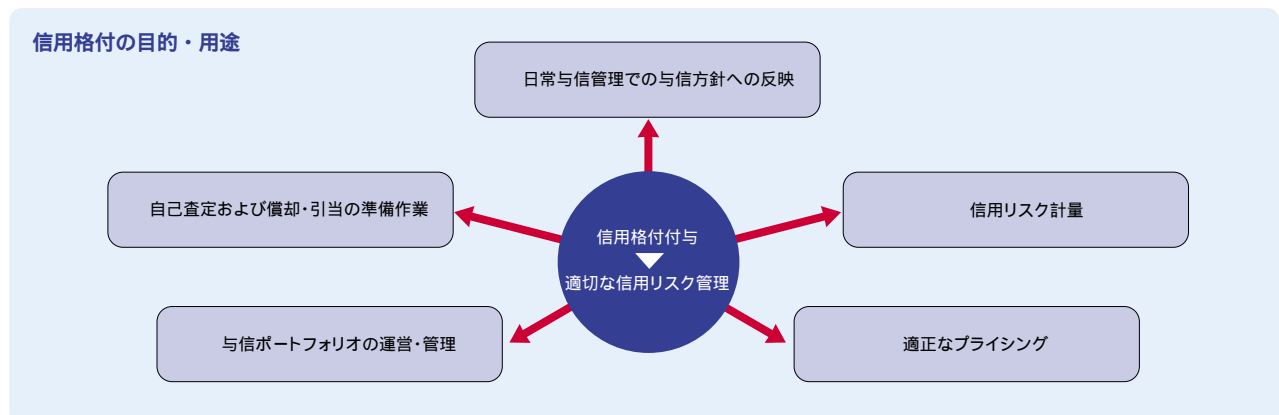 信用格付の目的・用途
日常与信管理での与信方針への反映
自己査定および償却・引当の準備作業
信用リスク計量
信用格付付与
適切な信用リスク管理
与信ポートフォリオの運営・管理
適正なプライシング